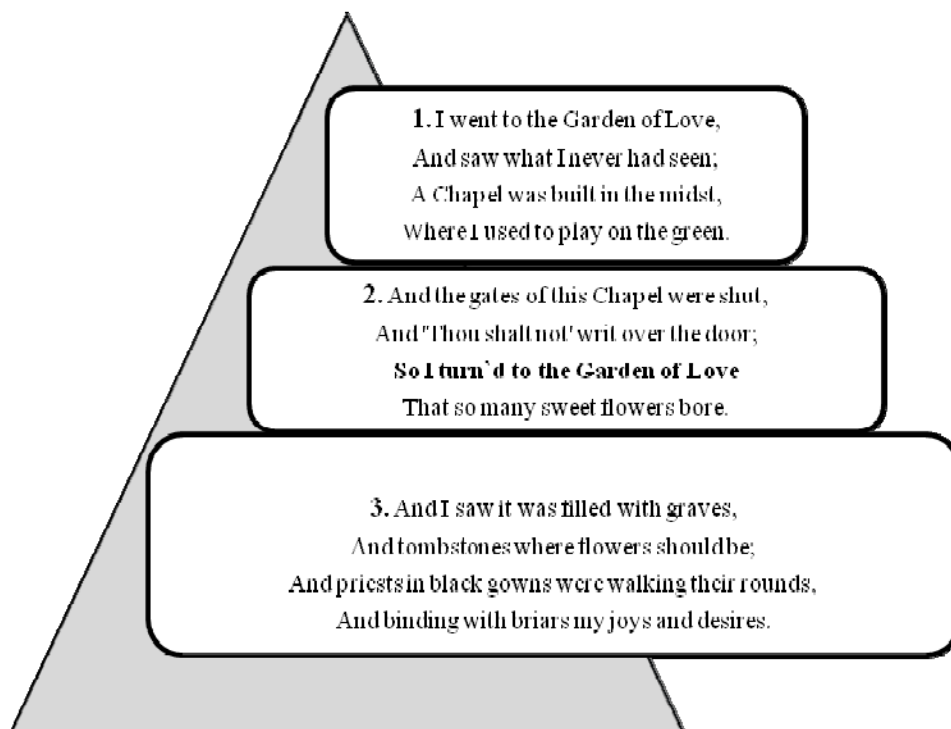 1. I went to the Garden of Love,
And saw what I never had seen;
A Chapel was built in the midst,
Where I used to play on the green.
2. And the gates of this Chapel were shut,
And 'Thou shalt not' writ over the door;
So I turn`d to the Garden of Love
That so many sweet flowers bore.
3. And I saw it was filled with graves,
And tombstones where flowers should be;
And priests in black gowns were walking their rounds,
And binding with briars my joys and desires.